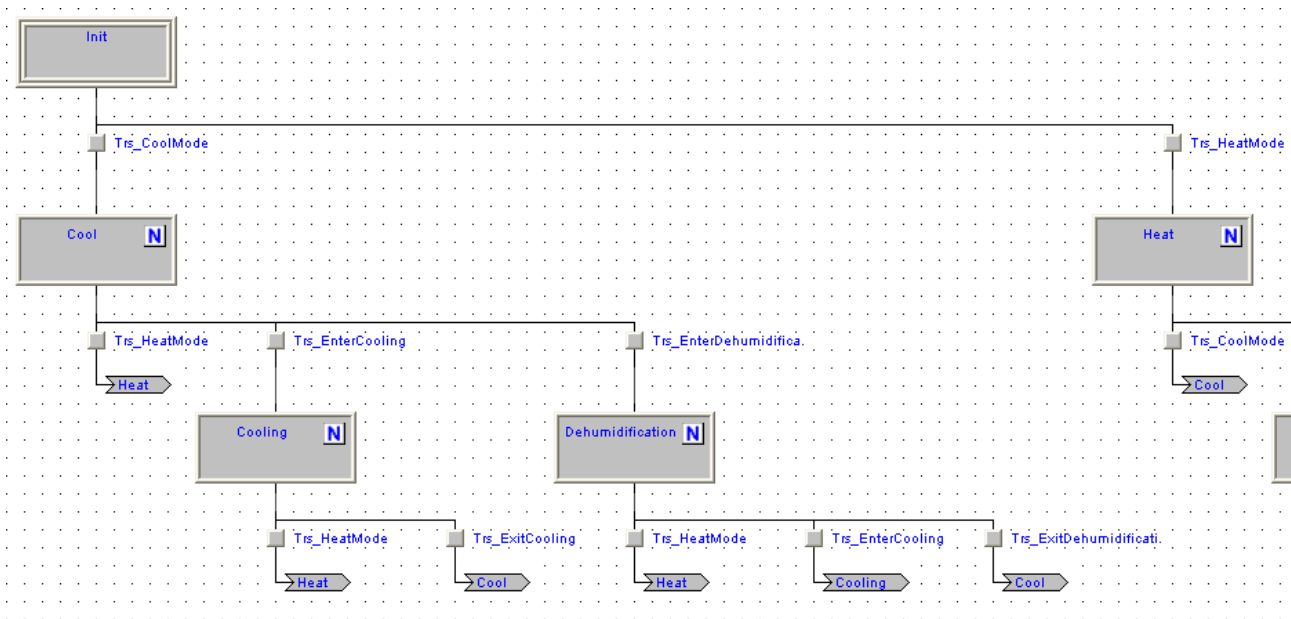 Init
Trs_CoolMode
Trs_HeatMode
Cool N
Heat N
Trs_HeatMode
Trs_EnterCooling
Trs_EnterDehumidifica.
Trs_CoolMode
Heat
Cool
Cooling N
Dehumidification N
Trs_HeatMode
Trs_ExitCooling
Trs_HeatMode
Trs_EnterCooling
Trs_ExitDehumidificati.
Heat
Cool
Heat
Cooling
Cool